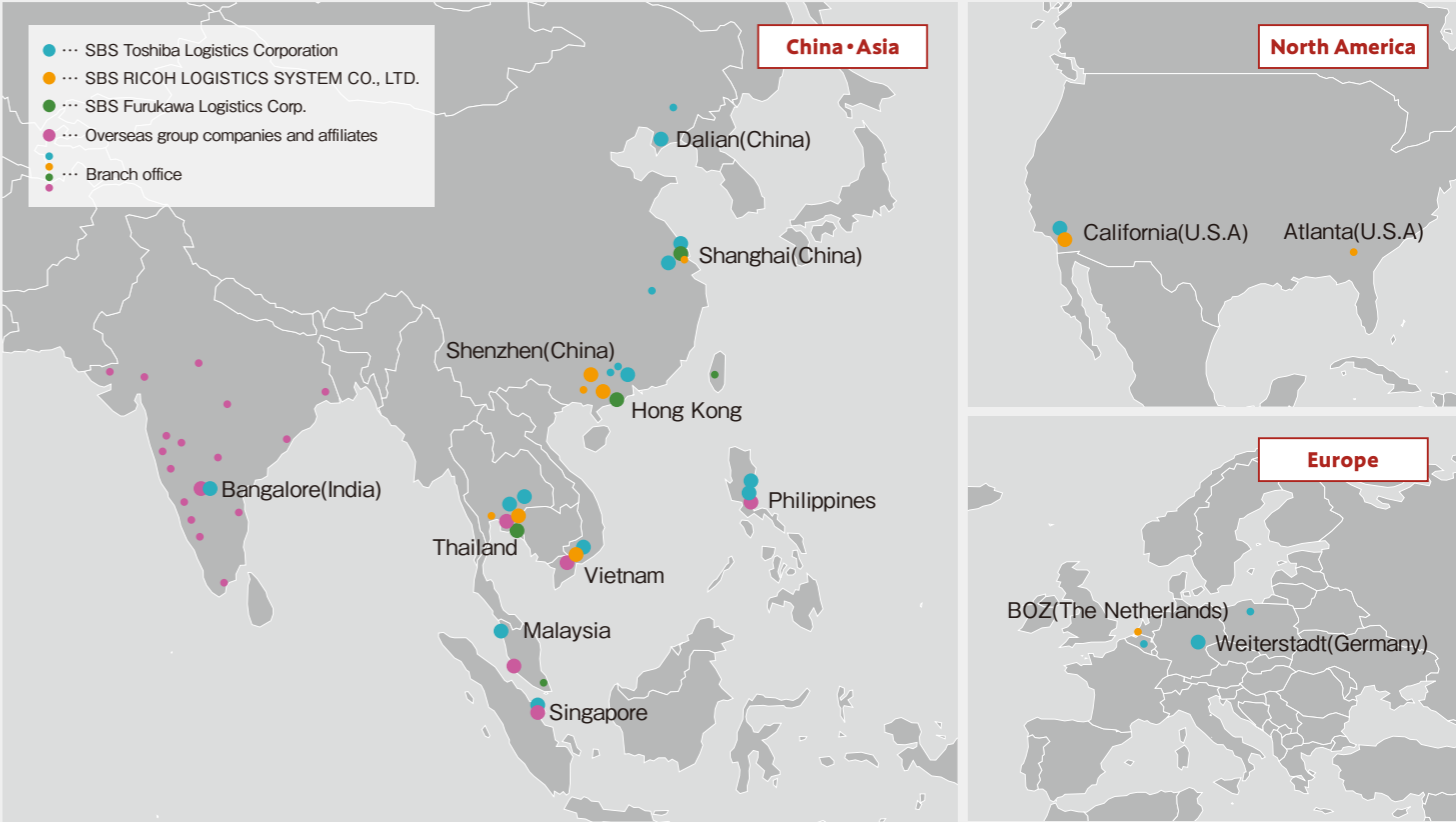 ··· SBS Toshiba Logistics Corporation
··· SBS RICOH LOGISTICS SYSTEM CO., LTD.
··· SBS Furukawa Logistics Corp.
··· Overseas group companies and affiliates
··· Branch office
China•Asia
Dalian(China)
Shanghai(China)
Shenzhen(China)
Hong Kong
Bangalore(India)
Philippines
Thailand
Vietnam
Malaysia
Singapore
North America
California(U.S.A)
Atlanta(U.S.A)
Europe
BOZ(The Netherlands)
Weiterstadt(Germany)